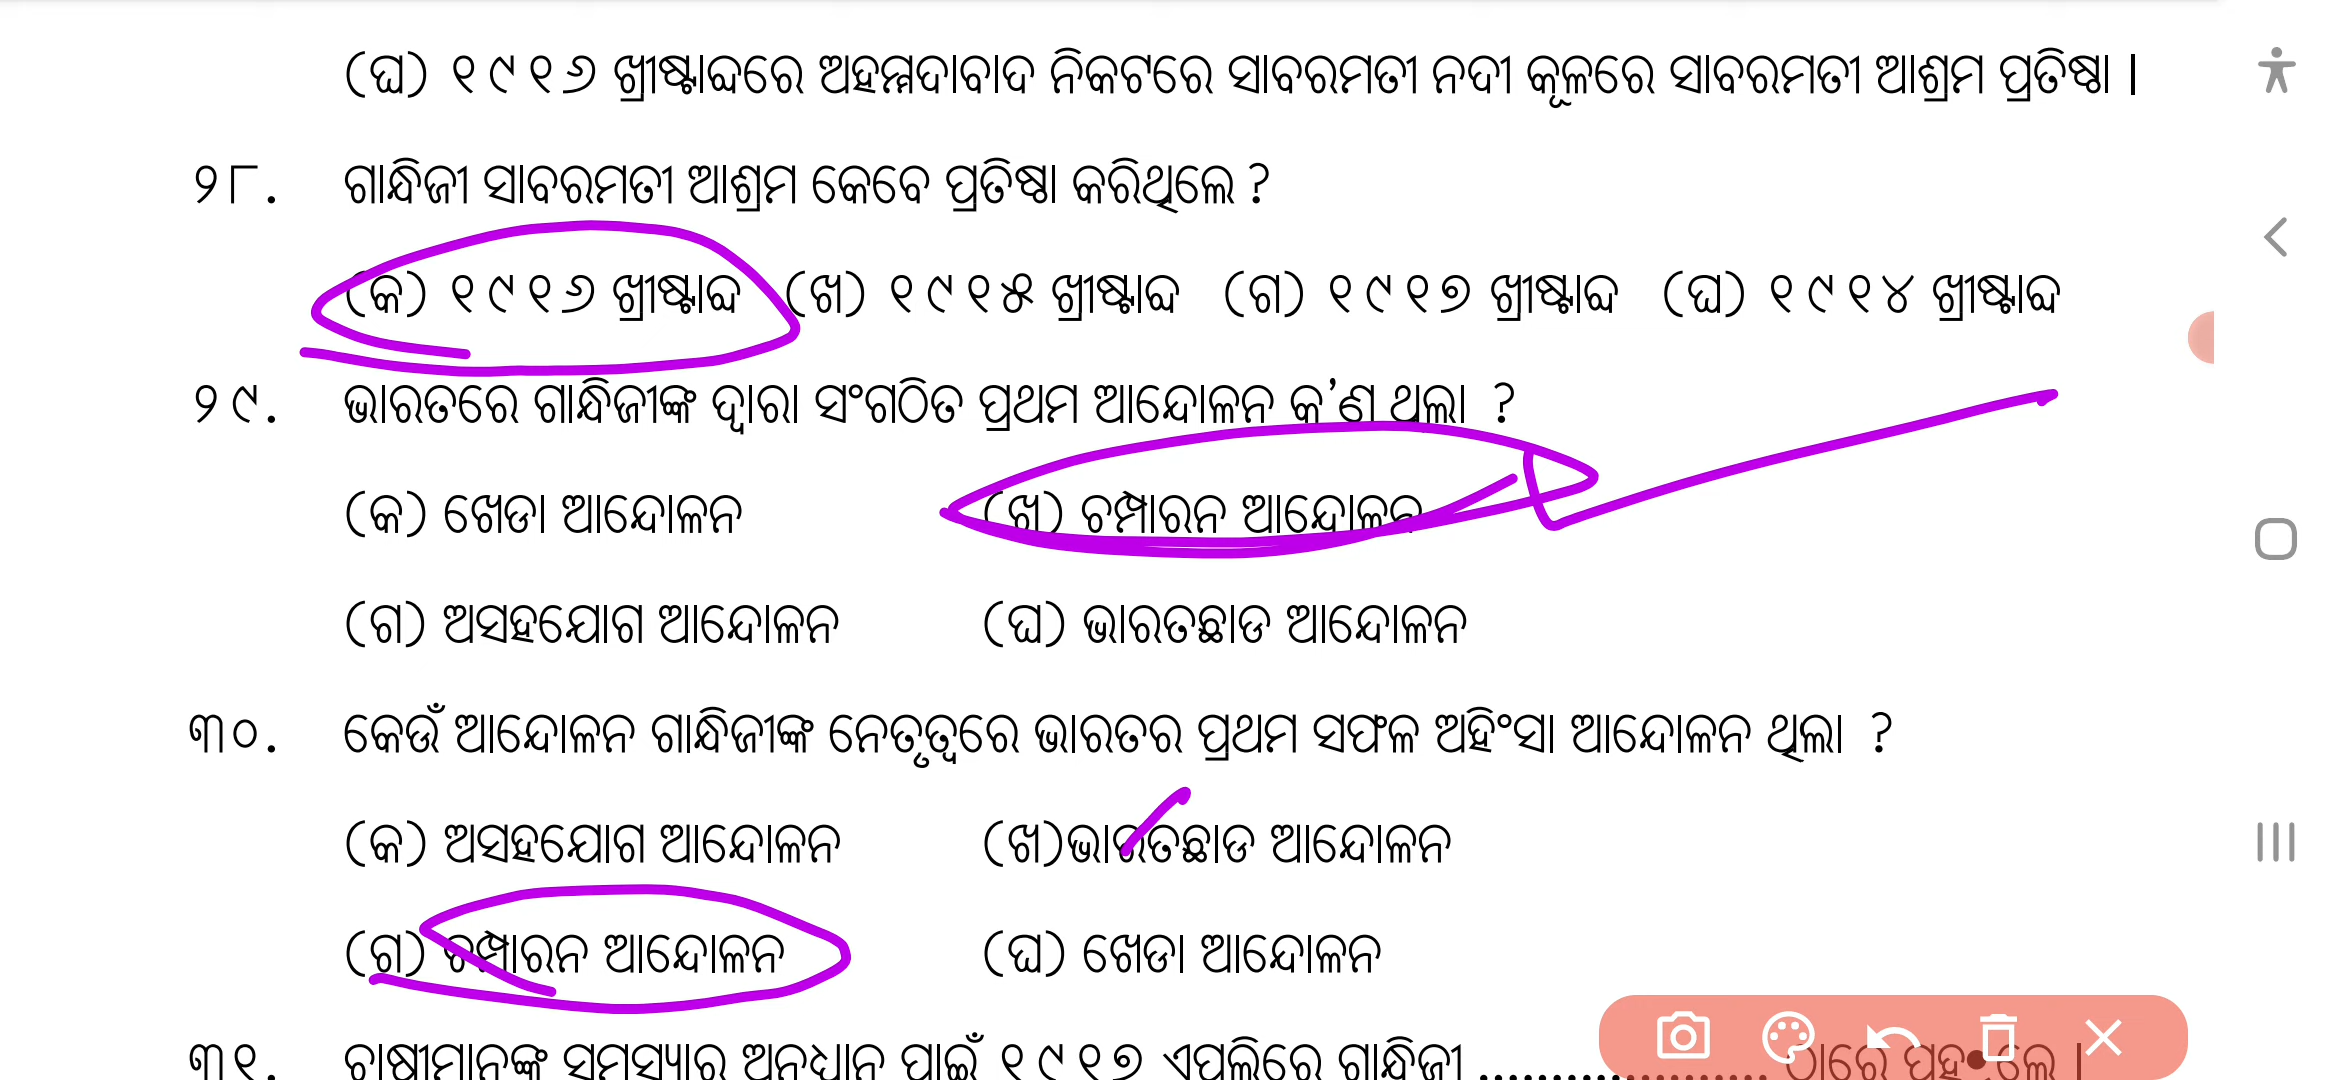 (ଘ) ୧୯୧୬ ଖ୍ରୀଷ୍ଟାବ୍ଦରେ ଅହମ୍ମଦାବାଦ ନିକଟରେ ସାବରମତୀ ନଦୀ କୂଳରେ ସାବରମତୀ ଆଶ୍ରମ ପ୍ରତିଷ୍ଠା ।
୨୮. ଗାନ୍ଧିଜୀ ସାବରମତୀ ଆଶ୍ରମ କେବେ ପ୍ରତିଷ୍ଠା କରିଥିଲେ ?
(କ) ୧୯୧୬ ଖ୍ରୀଷ୍ଟାବ୍ଦ (ଖ) ୧୯୧୫ ଖ୍ରୀଷ୍ଟାବ୍ଦ (ଗ) ୧୯୧୭ ଖ୍ରୀଷ୍ଟାବ୍ଦ (ଘ) ୧୯୧୪ ଖ୍ରୀଷ୍ଟାବ୍ଦ
୨୯. ଭାରତରେ ଗାନ୍ଧିଜୀଙ୍କ ଦ୍ୱାରା ସଂଗଠିତ ପ୍ରଥମ ଆନ୍ଦୋଳନ କ’ଣ ଥିଲା ?
(କ) ଖେଡା ଆନ୍ଦୋଳନ (ଖ) ଚମ୍ପାରନ ଆନ୍ଦୋଳନ
(ଗ) ଅସହଯୋଗ ଆନ୍ଦୋଳନ (ଘ) ଭାରତଛାଡ ଆନ୍ଦୋଳନ
୩୦. କେଉଁ ଆନ୍ଦୋଳନ ଗାନ୍ଧିଜୀଙ୍କ ନେତୃତ୍ୱରେ ଭାରତର ପ୍ରଥମ ସଫଳ ଅହିଂସା ଆନ୍ଦୋଳନ ଥିଲା ?
(କ) ଅସହଯୋଗ ଆନ୍ଦୋଳନ (ଖ)ଭାରତଛାଡ ଆନ୍ଦୋଳନ
(ଗ) ଚମ୍ପାରନ ଆନ୍ଦୋଳନ (ଘ) ଖେଡା ଆନ୍ଦୋଳନ
୩୧. ଚାଷୀମାନଙ୍କ ସମସ୍ୟାର ଅନୁଧ୍ୟାନ ପାଇଁ ୧୯୧୭ ଏପ୍ରିଲରେ ଗାନ୍ଧିଜୀ .................... ଠାରେ ।